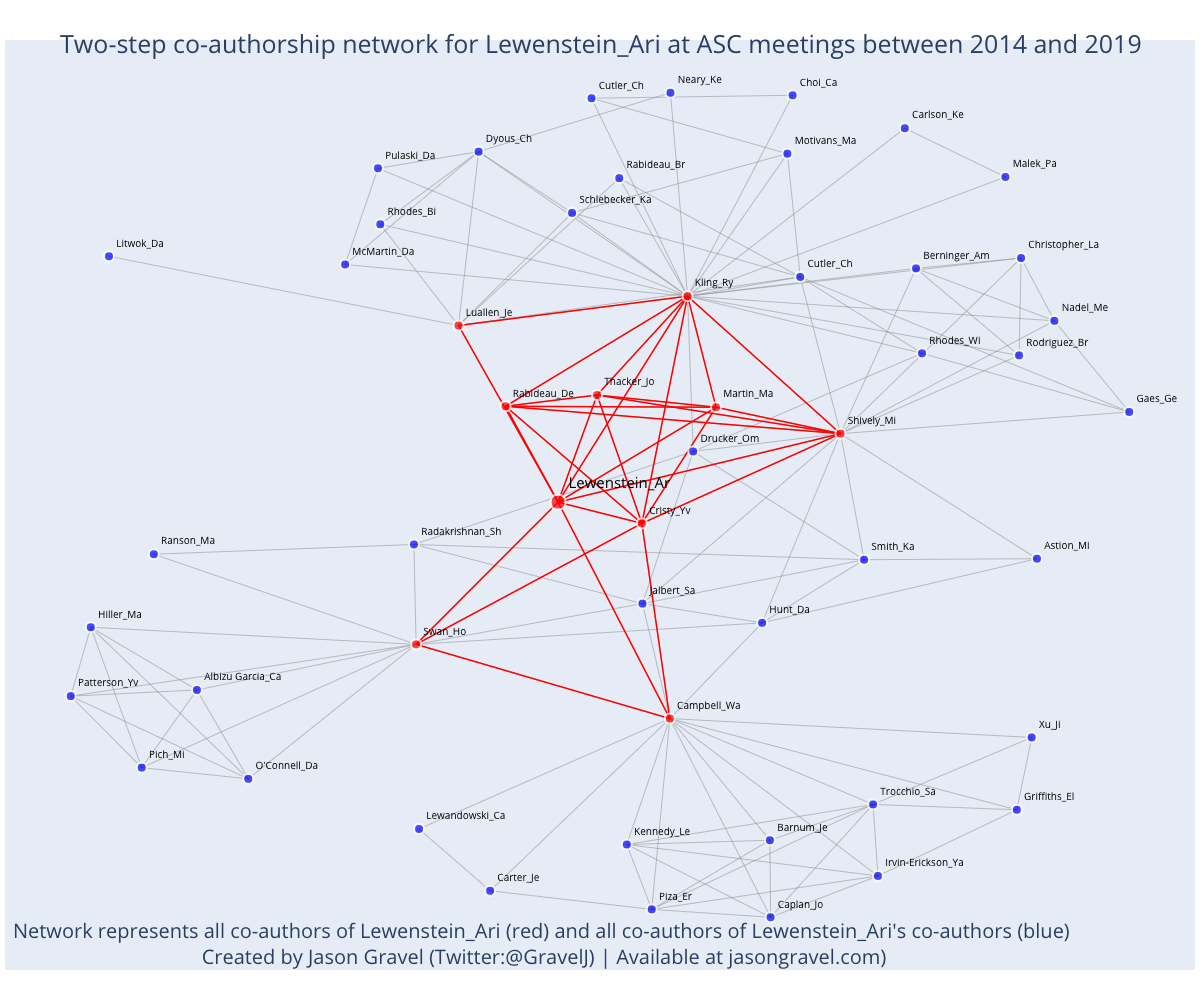 Two-step co-authorship network for Lewenstein_Ari at ASC meetings between 2014 and 2019
Cutler_Ch
Neary_Ke
Choi_Ca
Carlson_Ke
Dyous_Ch
Motivans_Ma
Pulaski_Da
Rabideau_Br
Malek_Pa
Schlebecker_Ka
Rhodes_Bi
Litwok_Da
McMartin_Da
Christopher_La
Berninger_Am
Cutler_Ch
Kling_Ry
Luallen_Je
Nadel_Me
Rhodes_Wi
Rodriguez_Br
Thacker_Jo
Rabideau_De
Martin_Ma
Gaes_Ge
Shively_Mi
Drucker_Om
Lewenstein_Ar
Cristy_Yv
Radakrishnan_Sh
Ranson_Ma
Smith_Ka
Astion_Mi
Jalbert_Sa
Hunt_Da
Hiller_Ma
Swan_Ho
Patterson_Yv
Albizu Garcia_Ca
Campbell_Wa
Xu_Ji
Pich_Mi
O'Connell_Da
Trocchio_Sa
Griffiths_El
Lewandowski_Ca
Kennedy_Le
Barnum_Je
Irvin-Erickson_Ya
Carter_Je
Piza_Er
Caplan_Jo
Network represents all co-authors of Lewenstein_Ari (red) and all co-authors of Lewenstein_Ari's co-authors (blue)
Created by Jason Gravel (Twitter:@GravelJ) | Available at jasongravel.com)